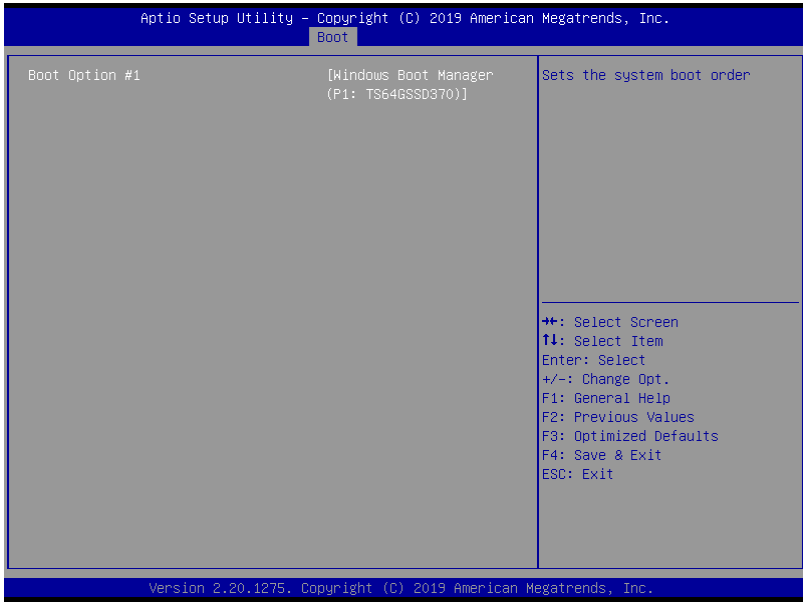 Aptio Setup Utility – Copyright (C) 2019 American Megatrends, Inc.
Boot
Boot Option #1 [Windows Boot Manager
(P1: TS64GSSD370)]
Sets the system boot order
→←: Select Screen
↑↓: Select Item
Enter: Select
+/-: Change Opt.
F1: General Help
F2: Previous Values
F3: Optimized Defaults
F4: Save & Exit
ESC: Exit
Version 2.20.1275. Copyright (C) 2019 American Megatrends, Inc.